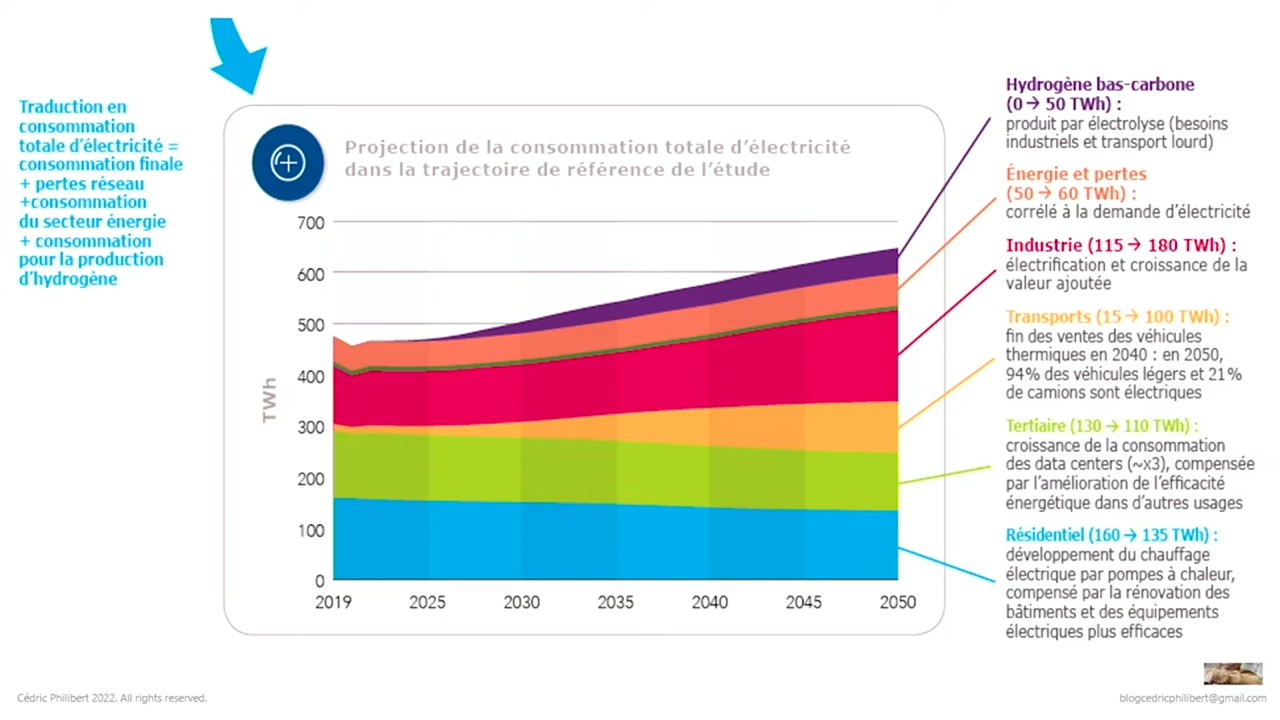 Traduction en
consommation
totale d'électricité =
consommation finale
+ pertes réseau
+consommation
du secteur énergie
+ consommation
pour la production
d'hydrogène
Projection de la consommation totale d'électricité
dans la trajectoire de référence de l'étude
TWh
700
600
500
400
300
200
100
0
2019 2025 2030 2035 2040 2045 2050
Hydrogène bas-carbone
(0 → 50 TWh) :
produit par électrolyse (besoins
industriels et transport lourd)
Énergie et pertes
(50 → 60 TWh) :
corrélé à la demande d'électricité
Industrie (115 → 180 TWh) :
électrification et croissance de la
valeur ajoutée
Transports (15 → 100 TWh) :
fin des ventes des véhicules
thermiques en 2040 : en 2050,
94% des véhicules légers et 21%
de camions sont électriques
Tertiaire (130 → 110 TWh) :
croissance de la consommation
des data centers (~x3), compensée
par l'amélioration de l'efficacité
énergétique dans d'autres usages
Résidentiel (160 → 135 TWh) :
développement du chauffage
électrique par pompes à chaleur,
compensé par la rénovation des
bâtiments et des équipements
électriques plus efficaces
Cédric Philibert 2022. All rights reserved.
blogcedricphilibert@gmail.com